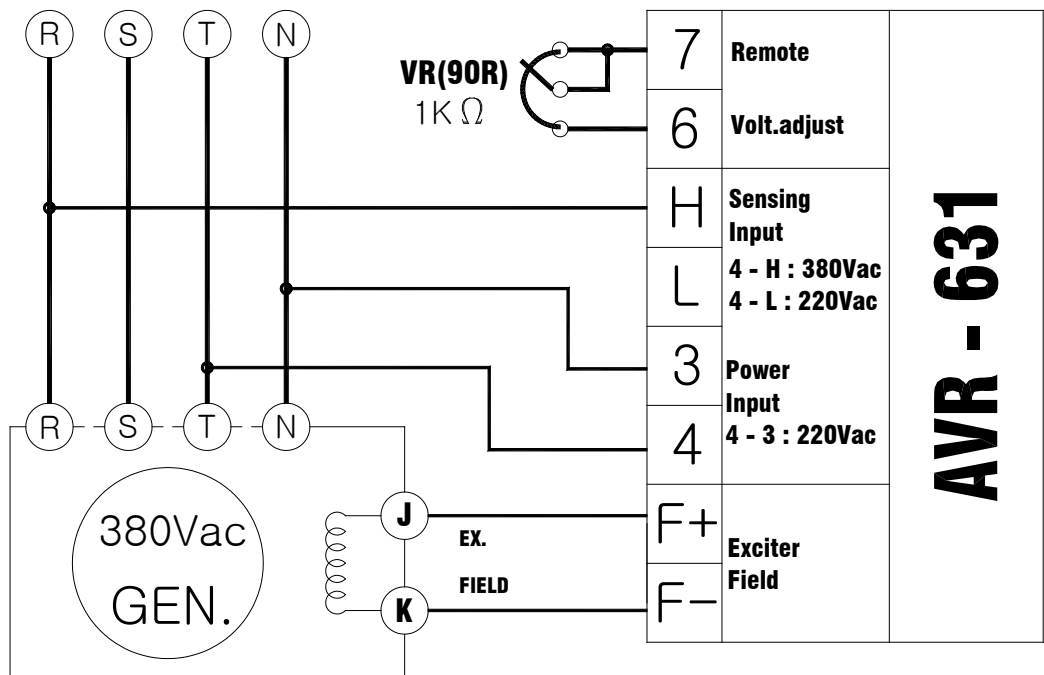 R S T N
VR(90R)
1K Ω
7 Remote
6 Volt.adjust
H Sensing
Input
L 4 - H : 380Vac
4 - L : 220Vac
3 Power
Input
4 4 - 3 : 220Vac
F+ Exciter
F- Field
AVR - 631
R S T N
380Vac
GEN.
J
EX.
FIELD
K